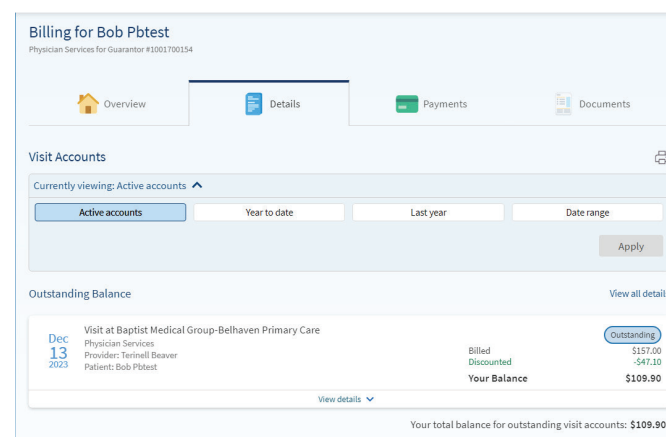 Billing for Bob Pbtest
Physician Services for Guarantor #1001700154
Overview
Details
Payments
Documents
Visit Accounts
Currently viewing: Active accounts
Active accounts
Year to date
Last year
Date range
Apply
Outstanding Balance
View all detail
Dec
13
2023
Visit at Baptist Medical Group-Belhaven Primary Care
Physician Services
Provider: Terinell Beaver
Patient: Bob Pbtest
Outstanding
Billed $157.00
Discounted -$47.10
Your Balance $109.90
View details
Your total balance for outstanding visit accounts: $109.90